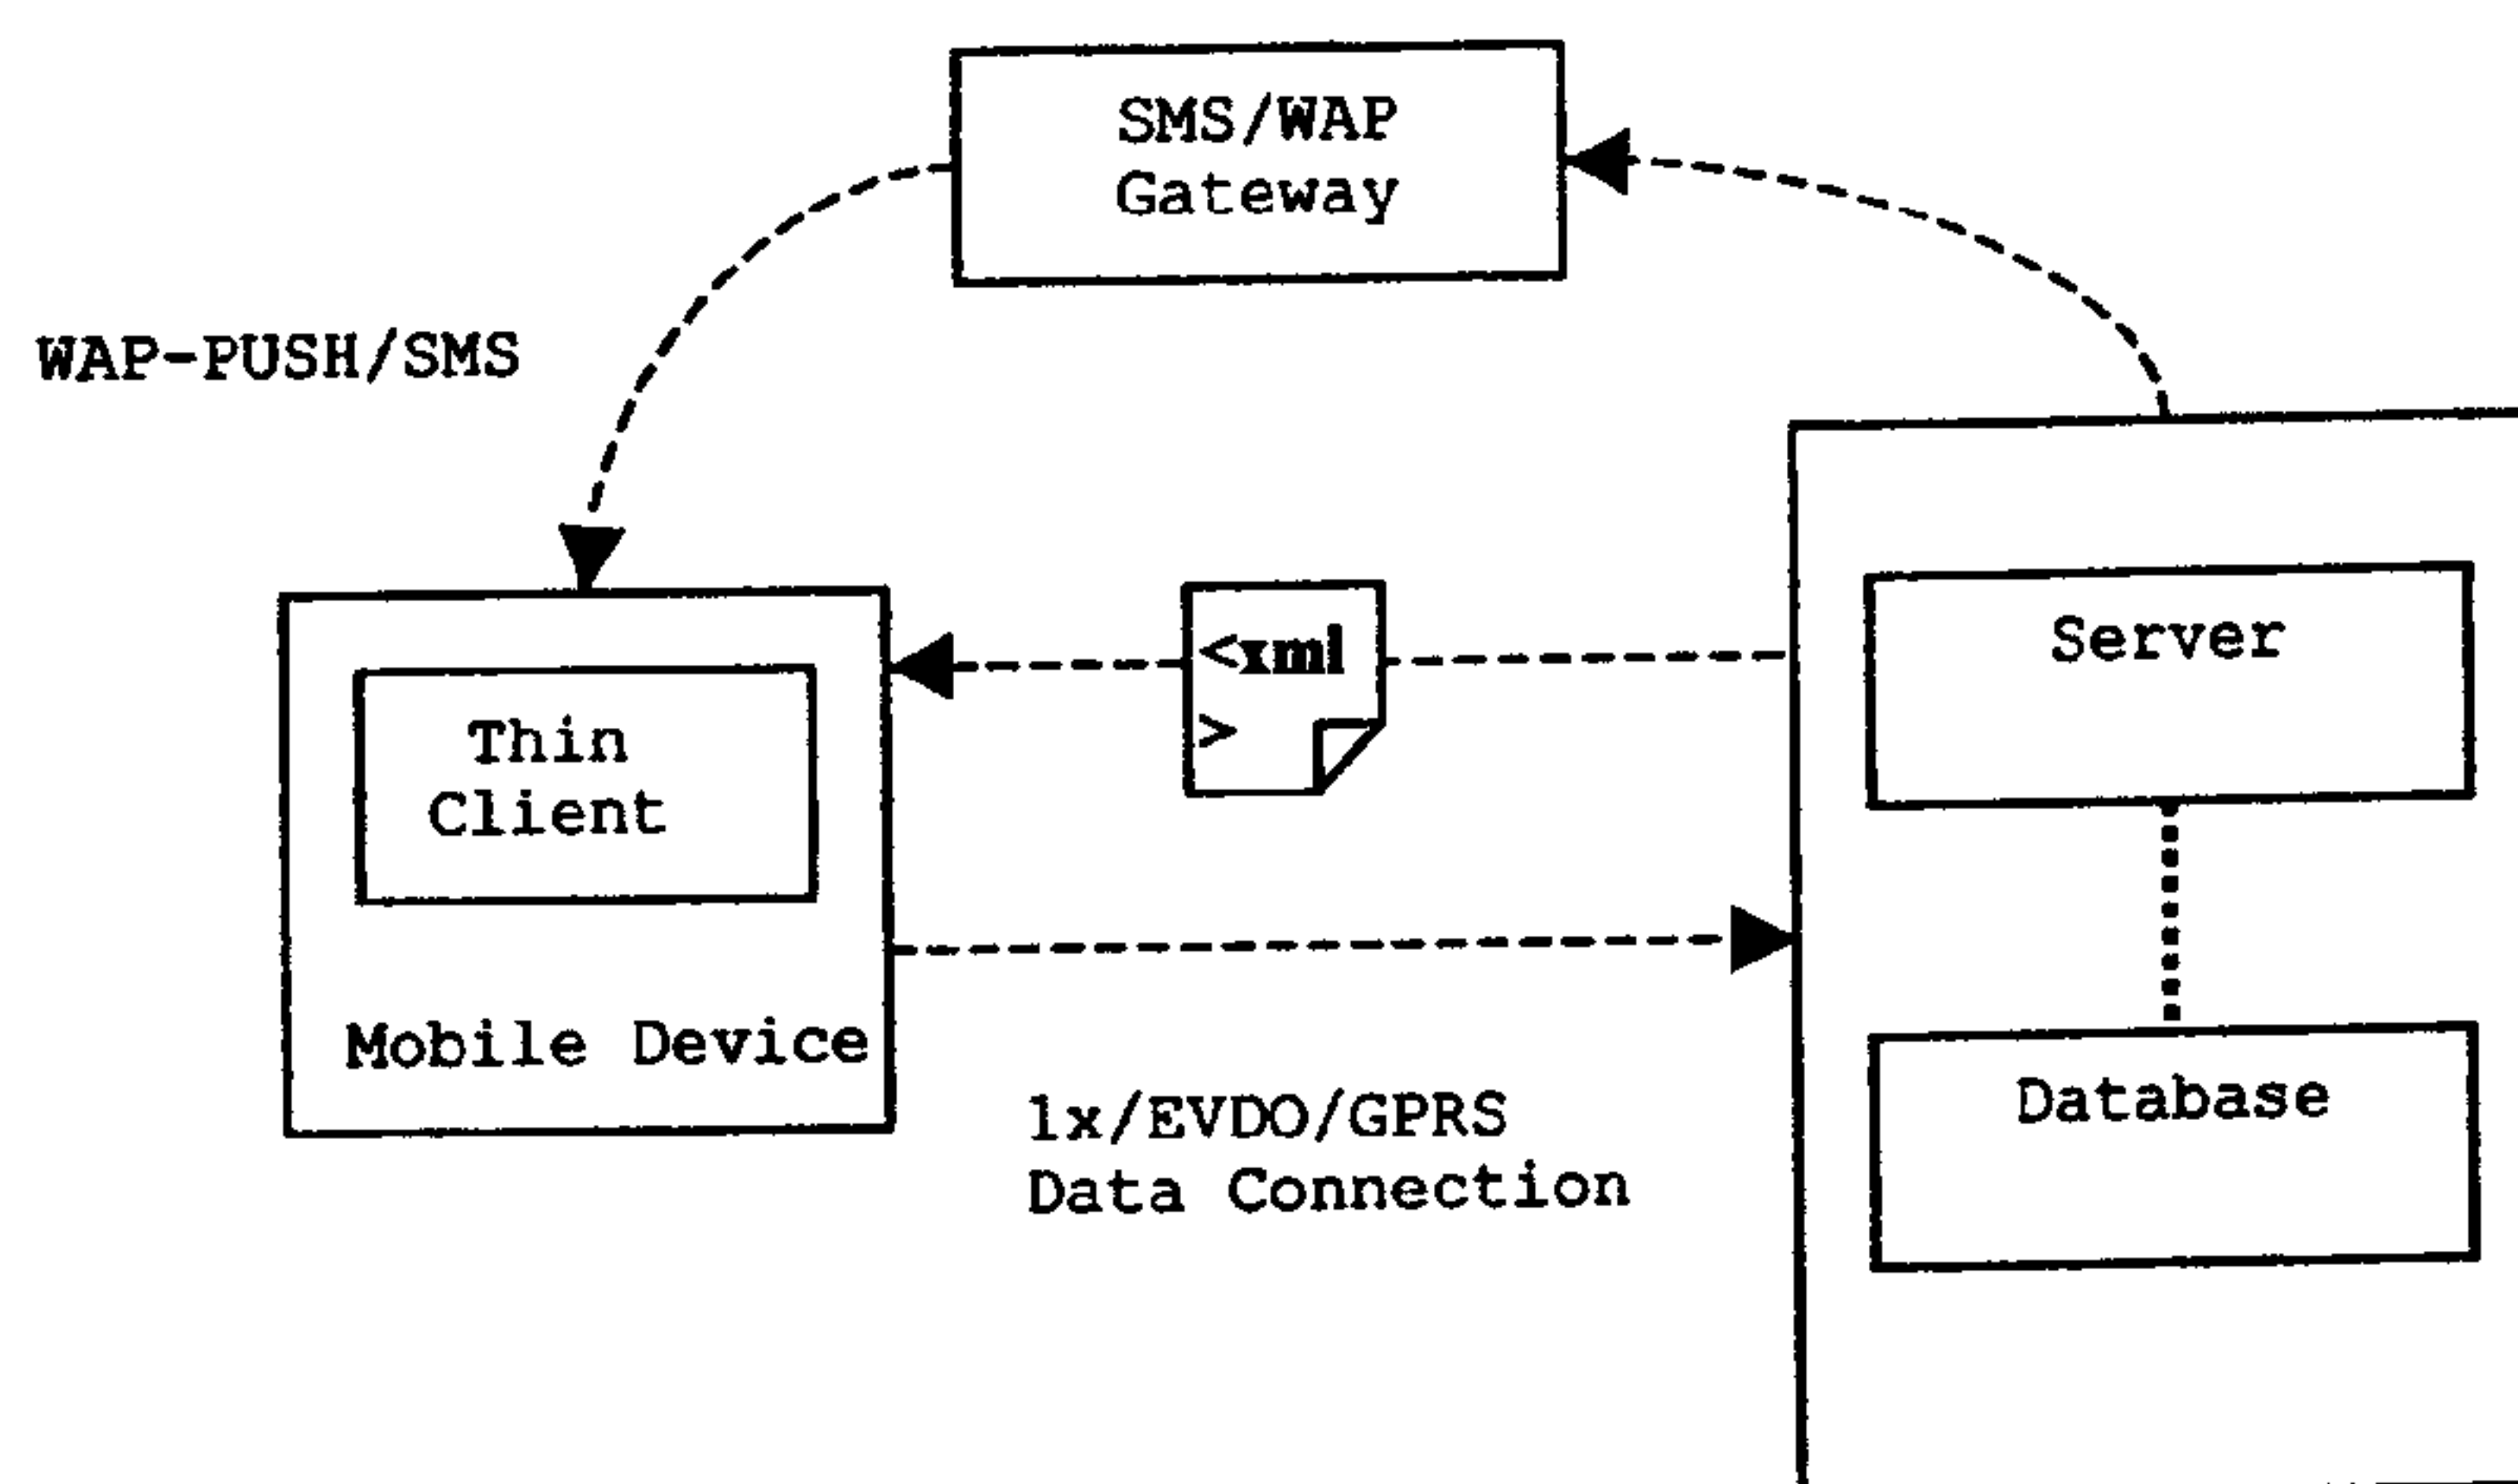 SMS/WAP
Gateway
WAP-PUSH/SMS
<xml
>
Server
Thin
Client
Mobile Device
Database
1x/EVDO/GPRS
Data Connection